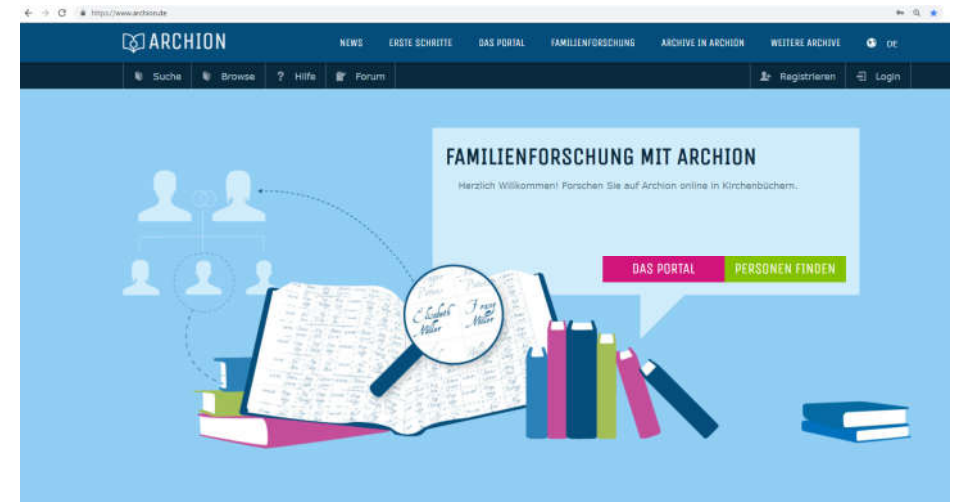 https://www.archion.de
ARCHION
NEWS ERSTE SCHRITTE DAS PORTAL FAMILIENFORSCHUNG ARCHIVE IN ARCHION WEITERE ARCHIVE DE
Suche Browse ? Hilfe Forum Registrieren Login
FAMILIENFORSCHUNG MIT ARCHION
Herzlich Willkommen! Forschen Sie auf Archion online in Kirchenbüchern.
DAS PORTAL PERSONEN FINDEN
Elisabeth Franz
Müller Müller